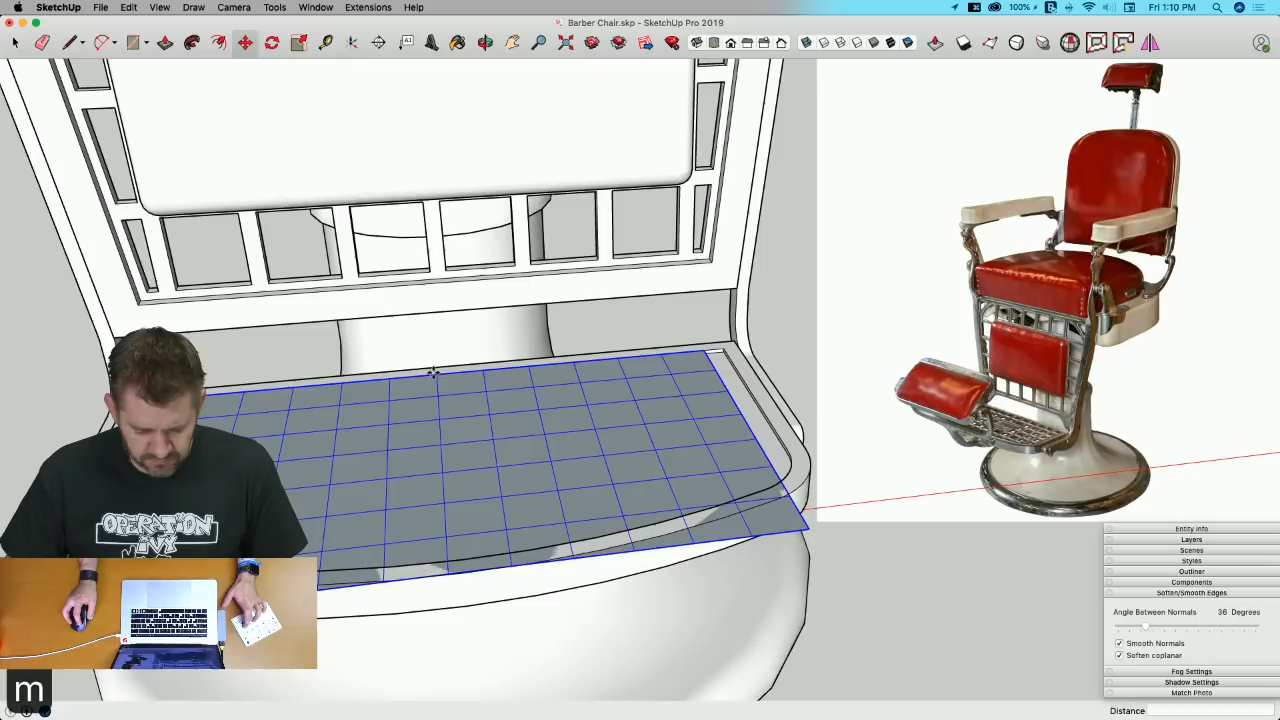 SketchUp File Edit View Draw Camera Tools Window Extensions Help
100% Fri 1:10 PM
Barber Chair.skp - SketchUp Pro 2019
Entity Info
Layers
Scenes
Styles
Outliner
Components
Soften/Smooth Edges
Angle Between Normals 36 Degrees
Smooth Normals
Soften coplanar
Fog Settings
Shadow Settings
Match Photo
Distance
OPERATION
IVY
m